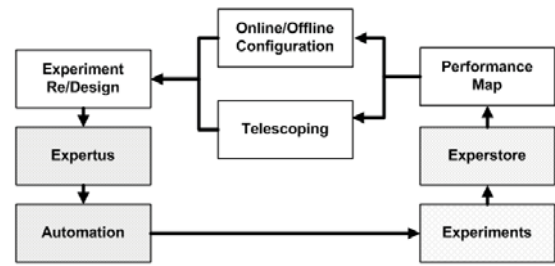 Online/Offline
Configuration
Experiment
Re/Design
Performance
Map
Telescoping
Expertus
Experstore
Automation
Experiments